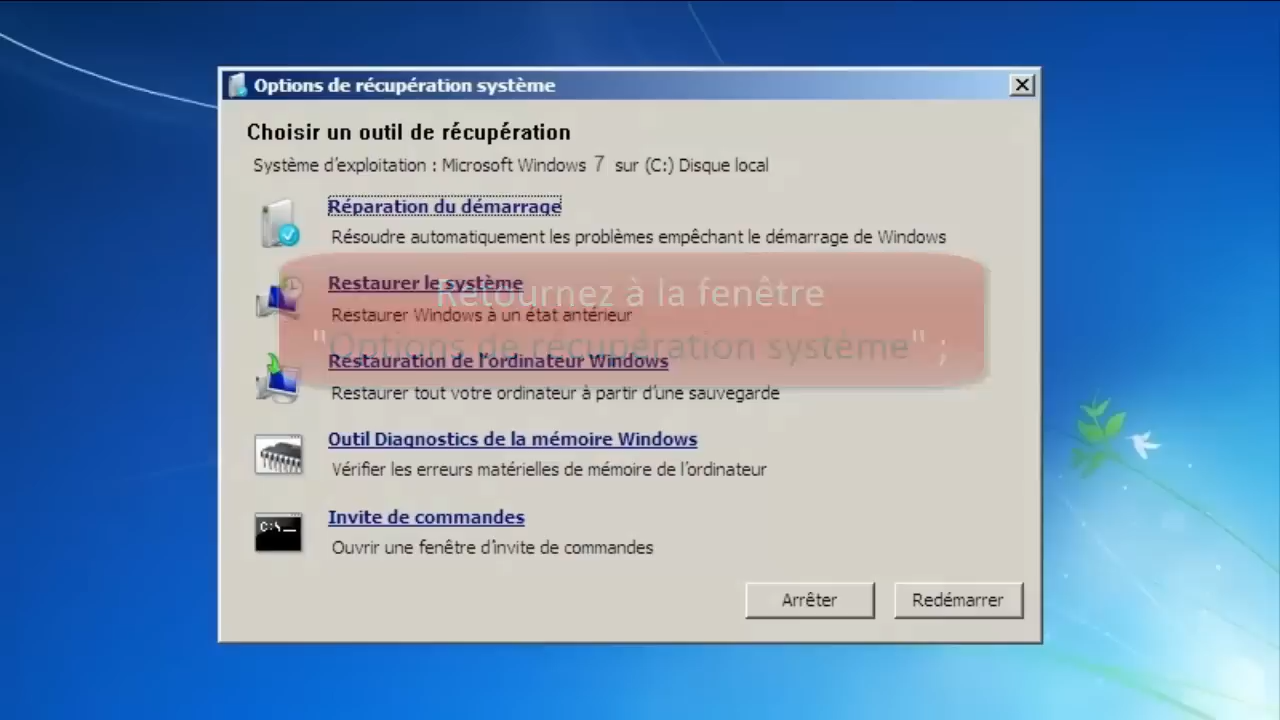 Options de récupération système
Choisir un outil de récupération
Système d'exploitation : Microsoft Windows 7 sur (C:) Disque local
Réparation du démarrage
Résoudre automatiquement les problèmes empêchant le démarrage de Windows
Restaurer le système
Retournez à la fenêtre
Restaurer Windows à un état antérieur
"Options de récupération système" ;
Restauration de l'ordinateur Windows
Restaurer tout votre ordinateur à partir d'une sauvegarde
Outil Diagnostics de la mémoire Windows
Vérifier les erreurs matérielles de mémoire de l'ordinateur
C:\_
Invite de commandes
Ouvrir une fenêtre d'invite de commandes
Arrêter
Redémarrer